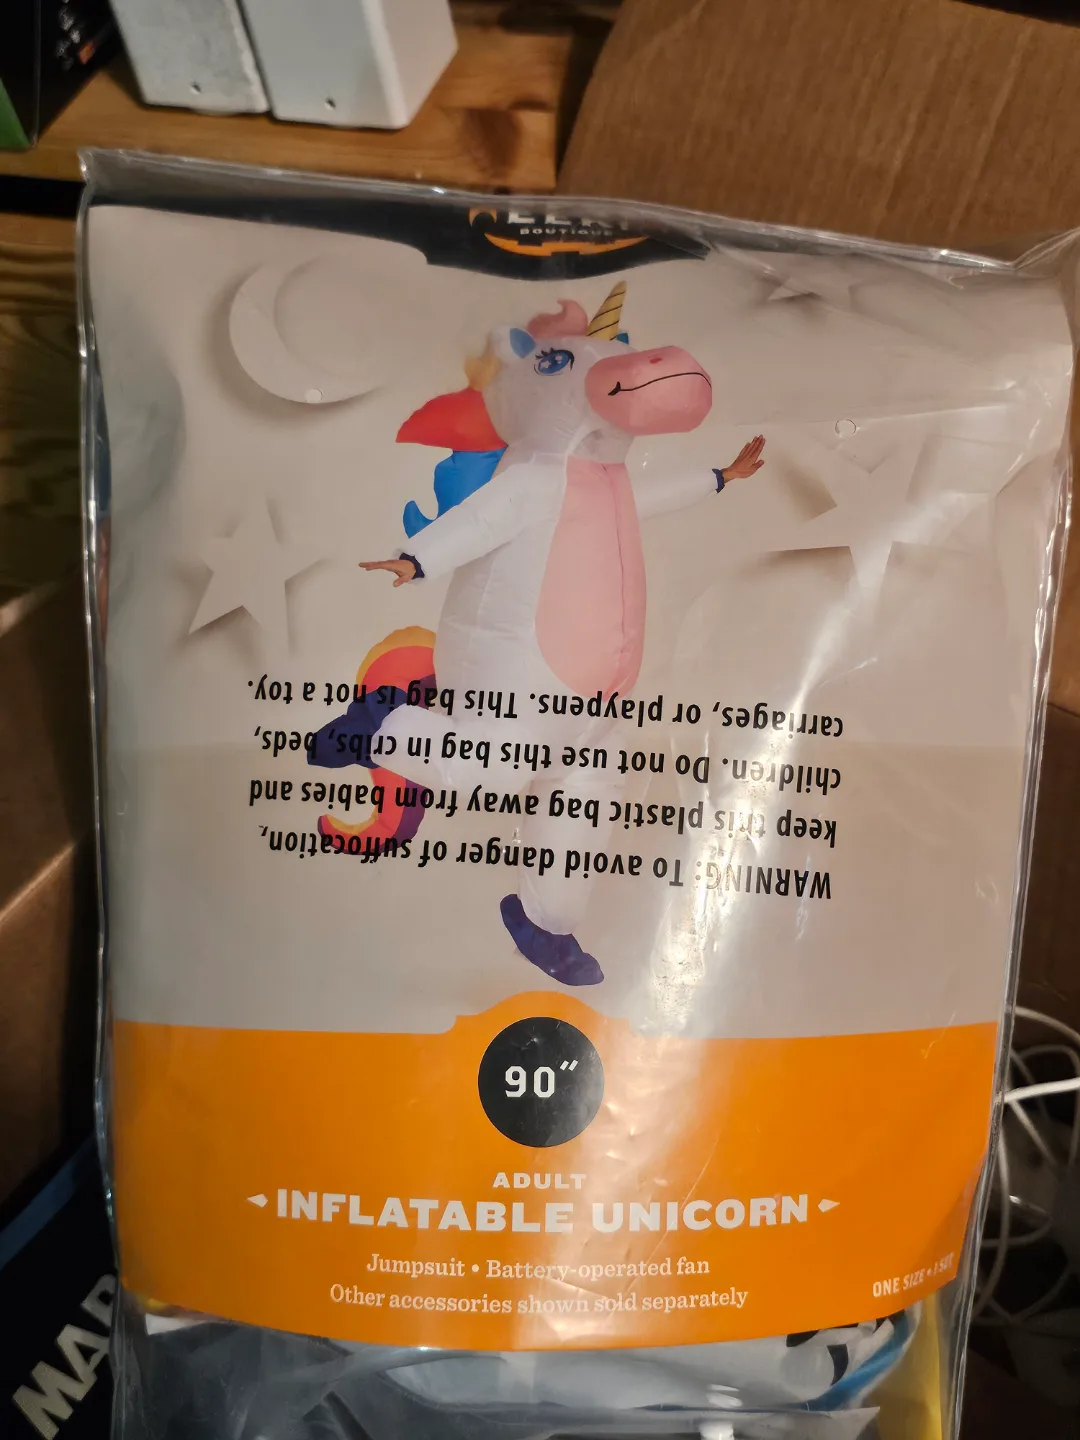 BOUTIQUE
WARNING: To avoid danger of suffocation,
keep this plastic bag away from babies and
children. Do not use this bag in cribs, beds,
carriages, or playpens. This bag is not a toy.
90"
ADULT
INFLATABLE UNICORN
Jumpsuit • Battery-operated fan
Other accessories shown sold separately
ONE SIZE •